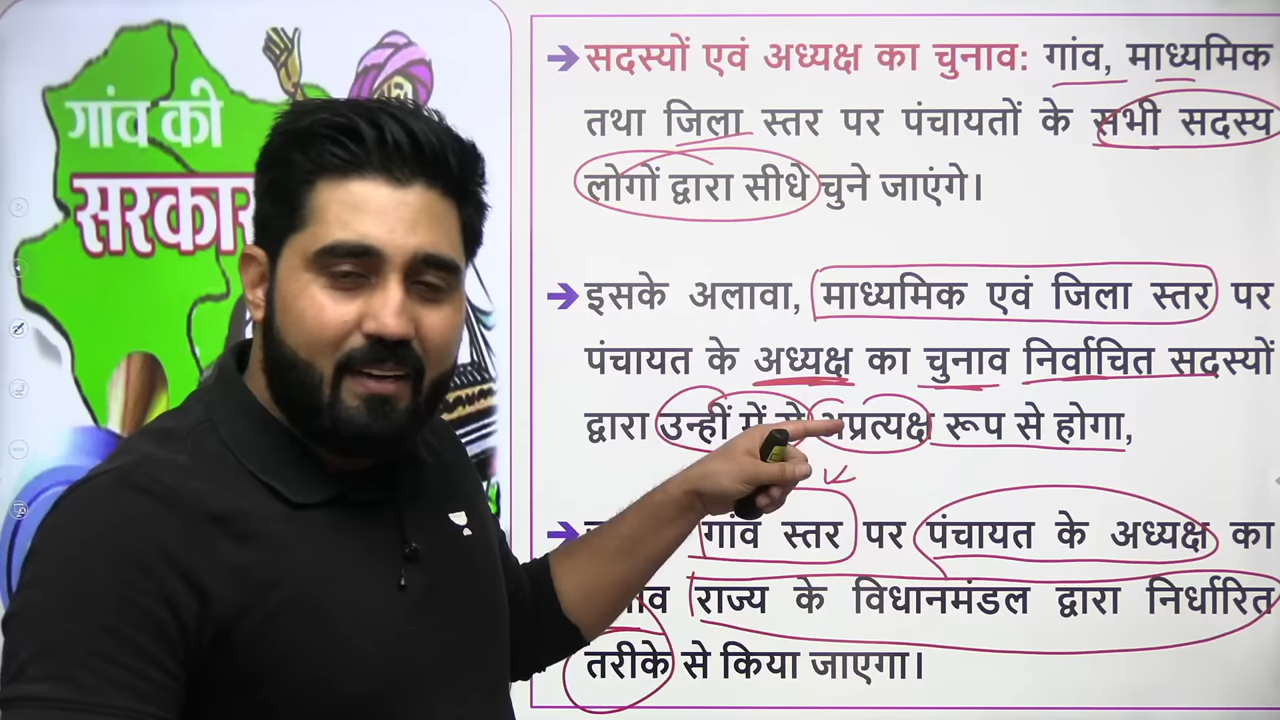 गांव की
सरकार
सदस्यों एवं अध्यक्ष का चुनाव: गांव, माध्यमिक
तथा जिला स्तर पर पंचायतों के सभी सदस्य
लोगों द्वारा सीधे चुने जाएंगे।
इसके अलावा, माध्यमिक एवं जिला स्तर पर
पंचायत के अध्यक्ष का चुनाव निर्वाचित सदस्यों
द्वारा उन्हीं में से अप्रत्यक्ष रूप से होगा,
गांव स्तर पर पंचायत के अध्यक्ष का
राज्य के विधानमंडल द्वारा निर्धारित
तरीके से किया जाएगा।